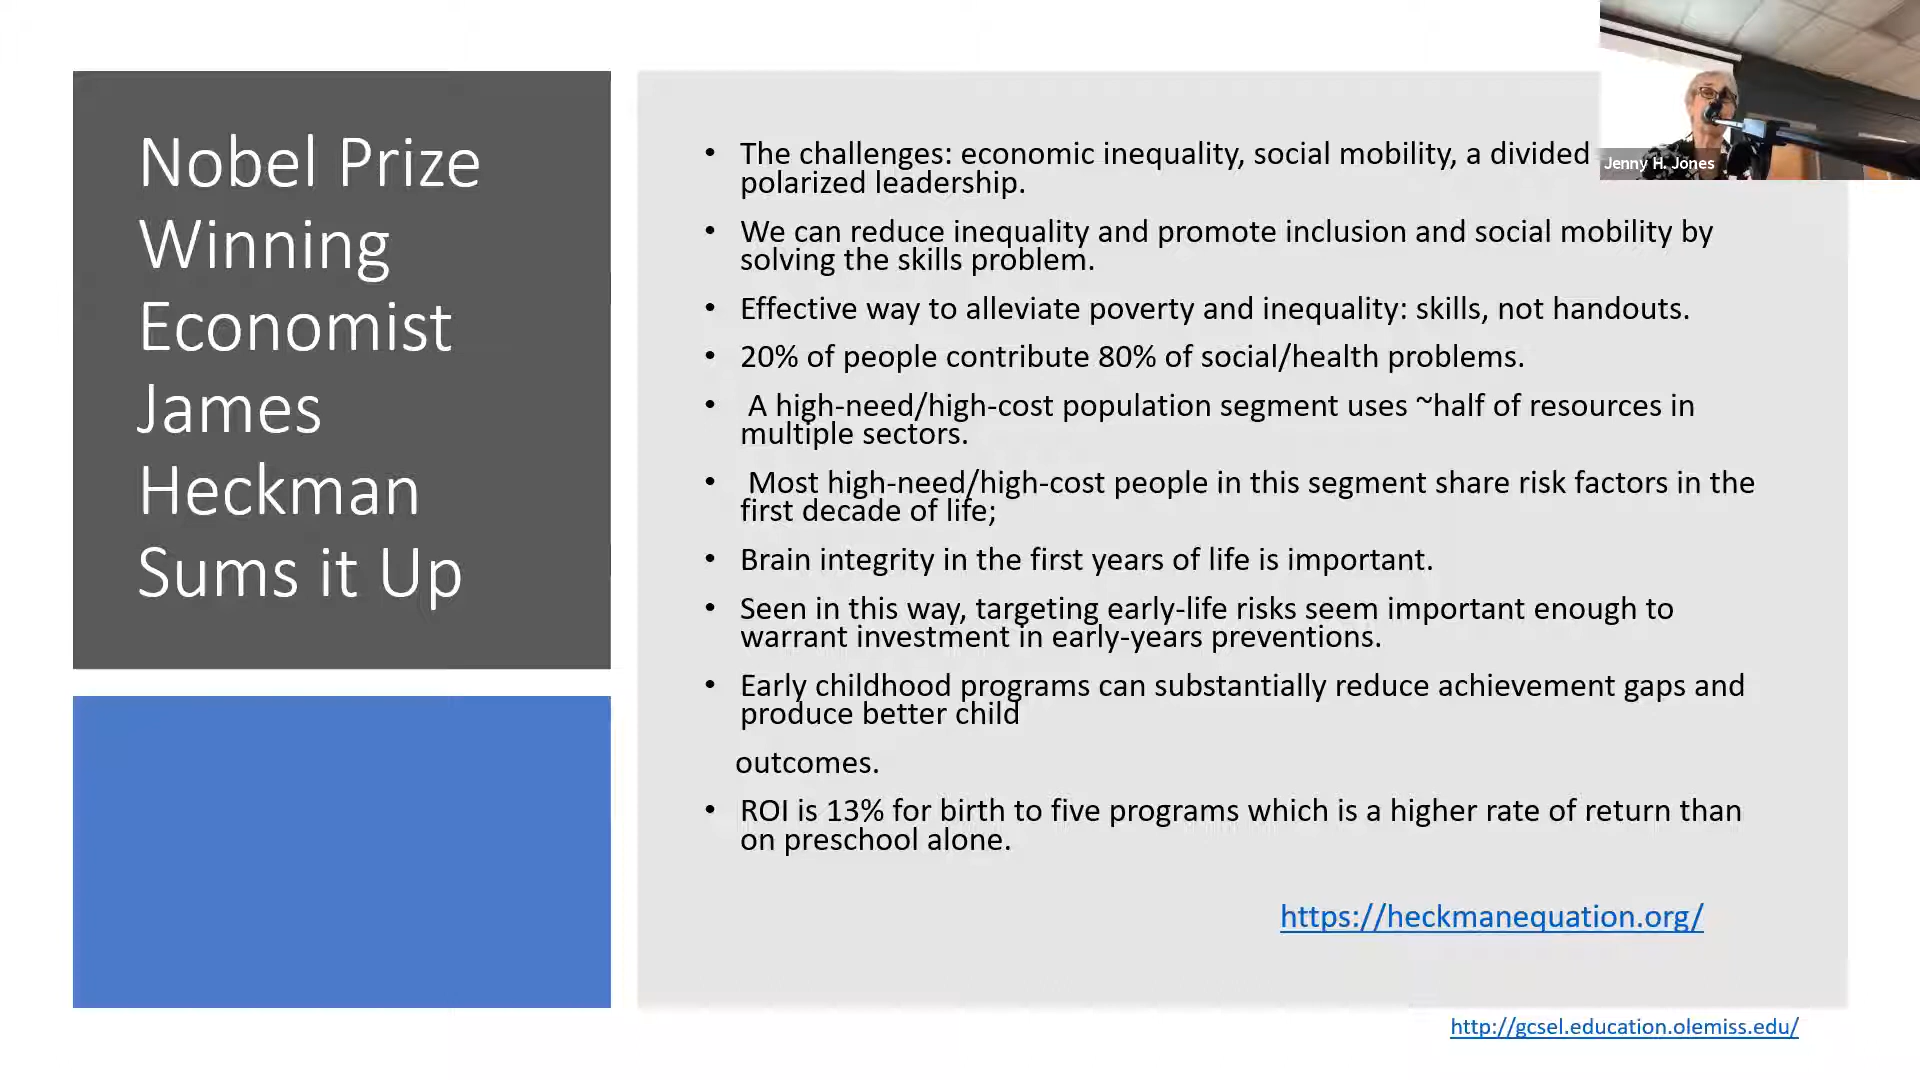 Nobel Prize
Winning
Economist
James
Heckman
Sums it Up
• The challenges: economic inequality, social mobility, a divided
polarized leadership.
• We can reduce inequality and promote inclusion and social mobility by
solving the skills problem.
• Effective way to alleviate poverty and inequality: skills, not handouts.
• 20% of people contribute 80% of social/health problems.
• A high-need/high-cost population segment uses ~half of resources in
multiple sectors.
• Most high-need/high-cost people in this segment share risk factors in the
first decade of life;
• Brain integrity in the first years of life is important.
• Seen in this way, targeting early-life risks seem important enough to
warrant investment in early-years preventions.
• Early childhood programs can substantially reduce achievement gaps and
produce better child
outcomes.
• ROI is 13% for birth to five programs which is a higher rate of return than
on preschool alone.
https://heckmanequation.org/
http://gcsel.education.olemiss.edu/
Jenny H. Jones